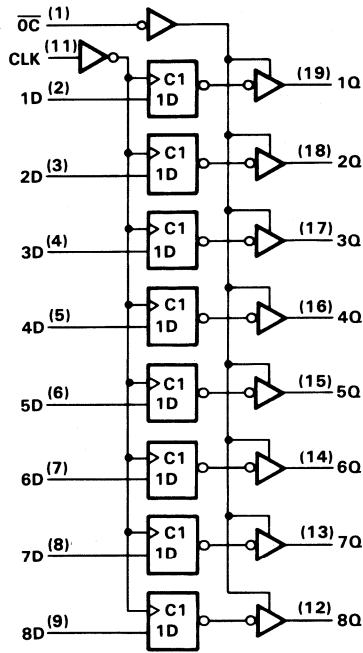 OC (1)
CLK (11)
C1 (19)
1D (2) 1D 1Q
C1 (18)
2D (3) 1D 2Q
C1 (17)
3D (4) 1D 3Q
C1 (16)
4D (5) 1D 4Q
C1 (15)
5D (6) 1D 5Q
C1 (14)
6D (7) 1D 6Q
C1 (13)
7D (8) 1D 7Q
C1 (12)
8D (9) 1D 8Q